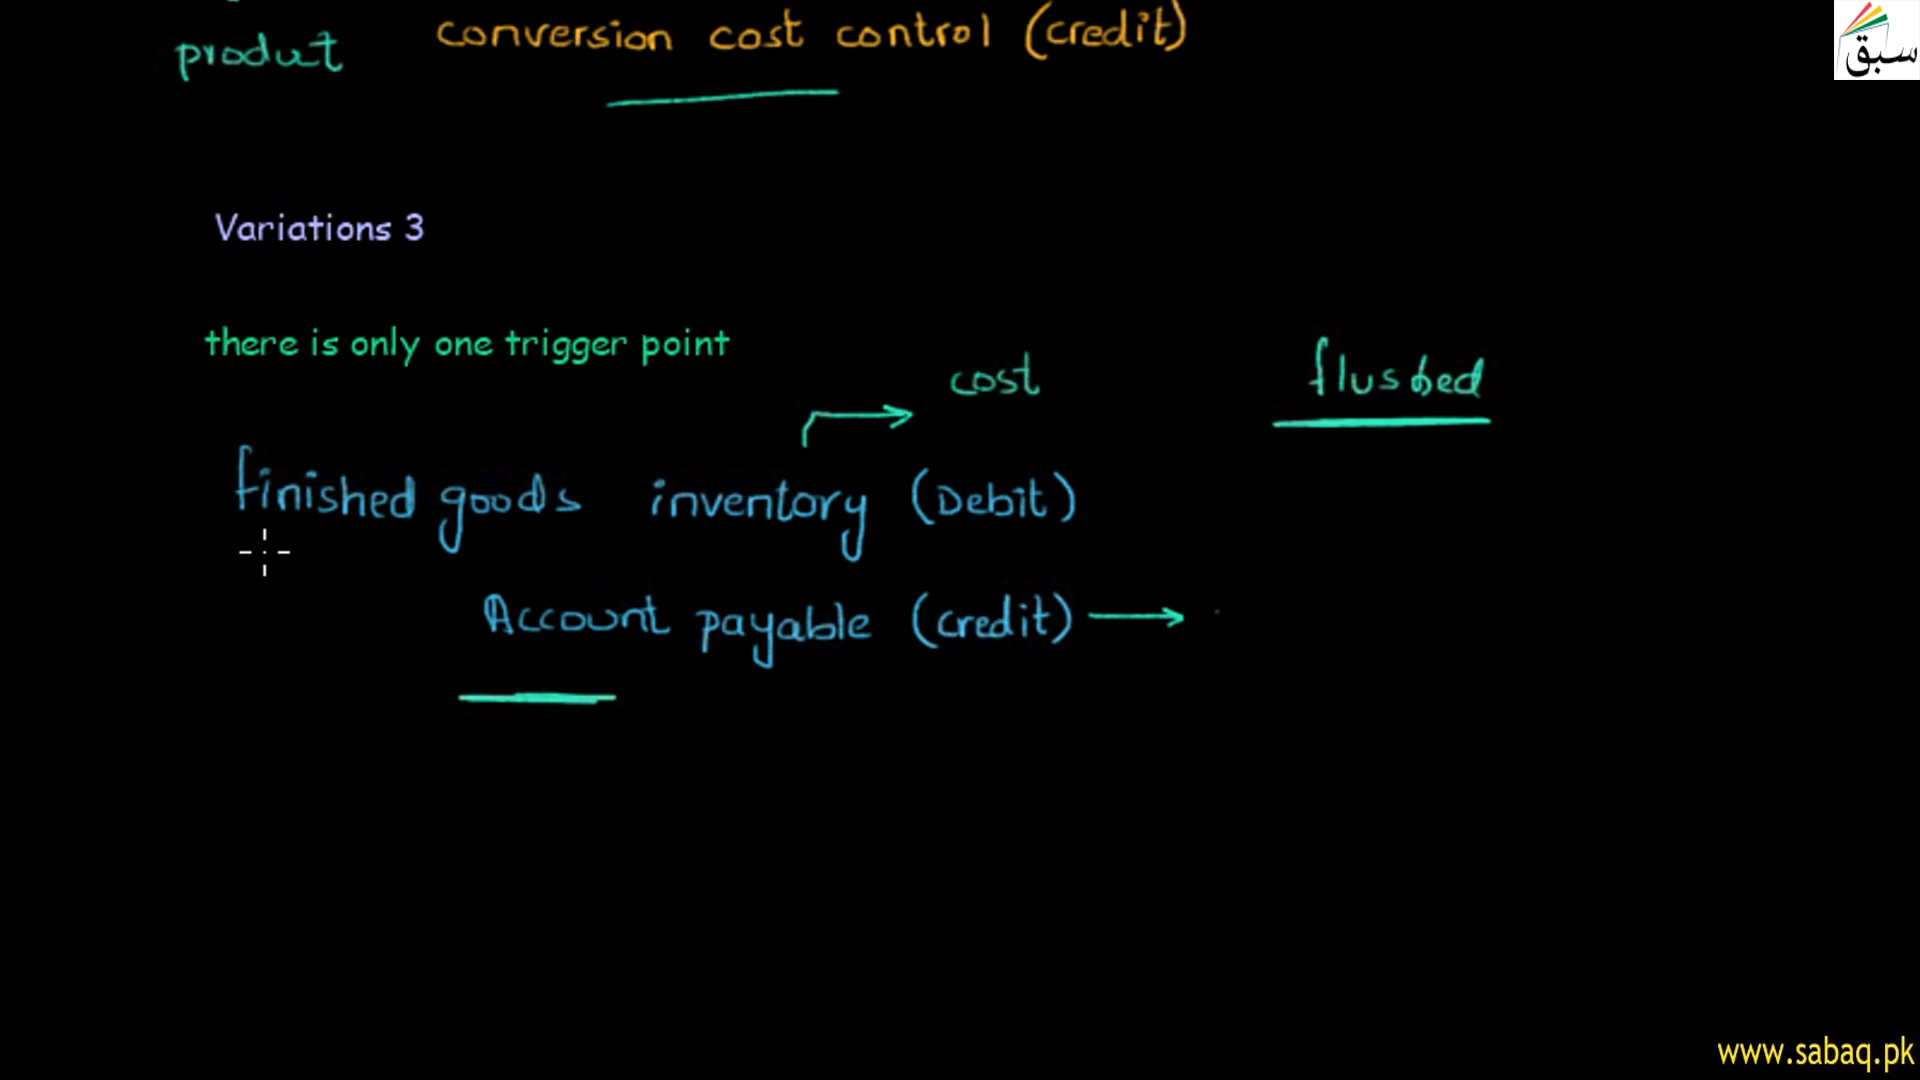 conversion cost control (credit)
product
سبق
Variations 3
there is only one trigger point
cost
flushed
finished goods inventory (Debit)
Account payable (credit)
www.sabaq.pk